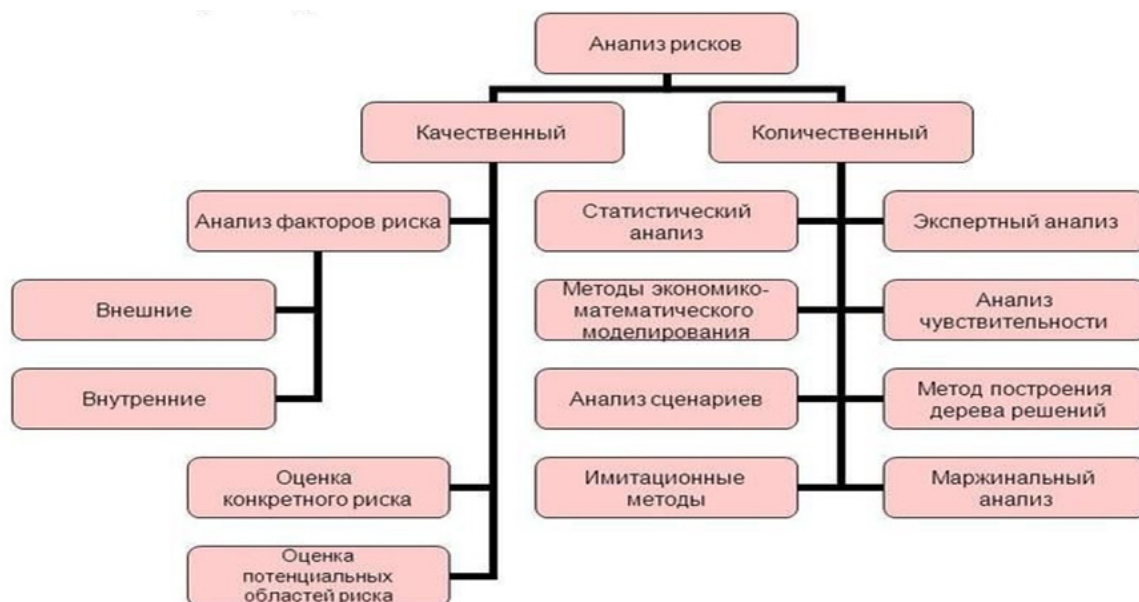 Анализ рисков
Качественный
Количественный
Анализ факторов риска
Внешние
Внутренние
Оценка
конкретного риска
Оценка
потенциальных
областей риска
Статистический
анализ
Методы экономико-
математического
моделирования
Анализ сценариев
Имитационные
методы
Экспертный анализ
Анализ
чувствительности
Метод построения
дерева решений
Маржинальный
анализ